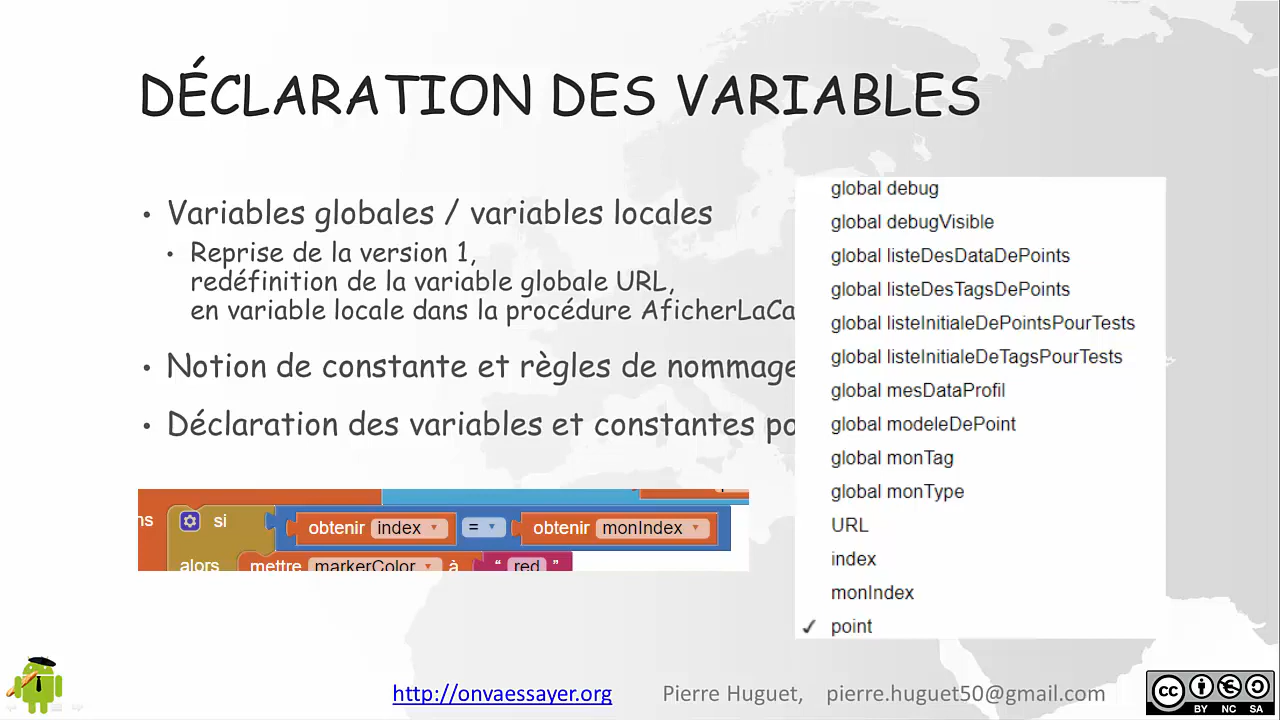 DÉCLARATION DES VARIABLES
• Variables globales / variables locales
• Reprise de la version 1,
redéfinition de la variable globale URL,
en variable locale dans la procédure AficherLaCa
• Notion de constante et règles de nommage
• Déclaration des variables et constantes po
global debug
global debugVisible
global listeDesDataDePoints
global listeDesTagsDePoints
global listeInitialeDePointsPourTests
global listeInitialeDeTagsPourTests
global mesDataProfil
global modeleDePoint
global monTag
global monType
URL
index
monIndex
✓ point
ns si obtenir index = obtenir monIndex
alors mettre markerColor à " red "
http://onvaessayer.org Pierre Huguet, pierre.huguet50@gmail.com
cc BY NC SA